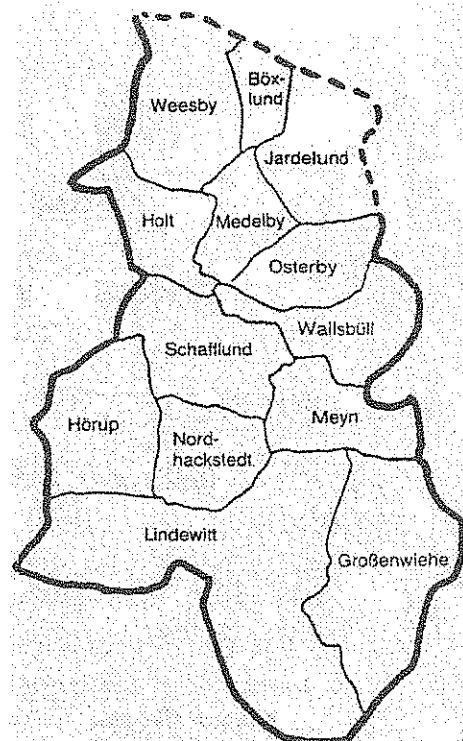 Weesby
Böx-
lund
Jardelund
Holt
Medelby
Osterby
Wallsbüll
Schafflund
Hörup
Nord-
hackstedt
Meyn
Lindewitt
Großenwiehe